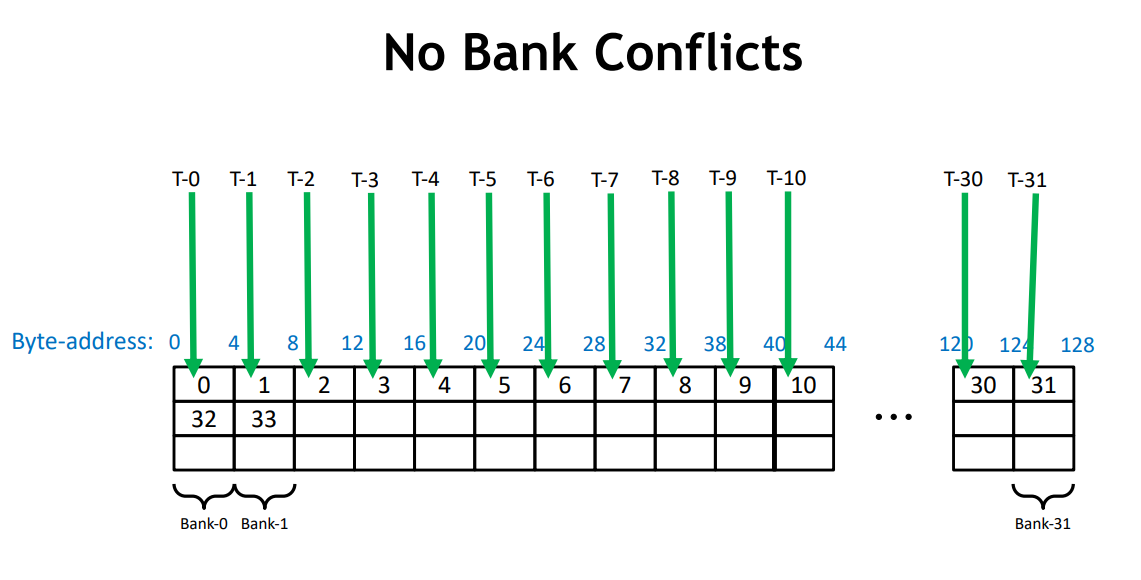 No Bank Conflicts
T-0 T-1 T-2 T-3 T-4 T-5 T-6 T-7 T-8 T-9 T-10 T-30 T-31
Byte-address: 0 4 8 12 16 20 24 28 32 38 40 44 120 124 128
0 1 2 3 4 5 6 7 8 9 10 30 31
32 33 ...
Bank-0 Bank-1 Bank-31